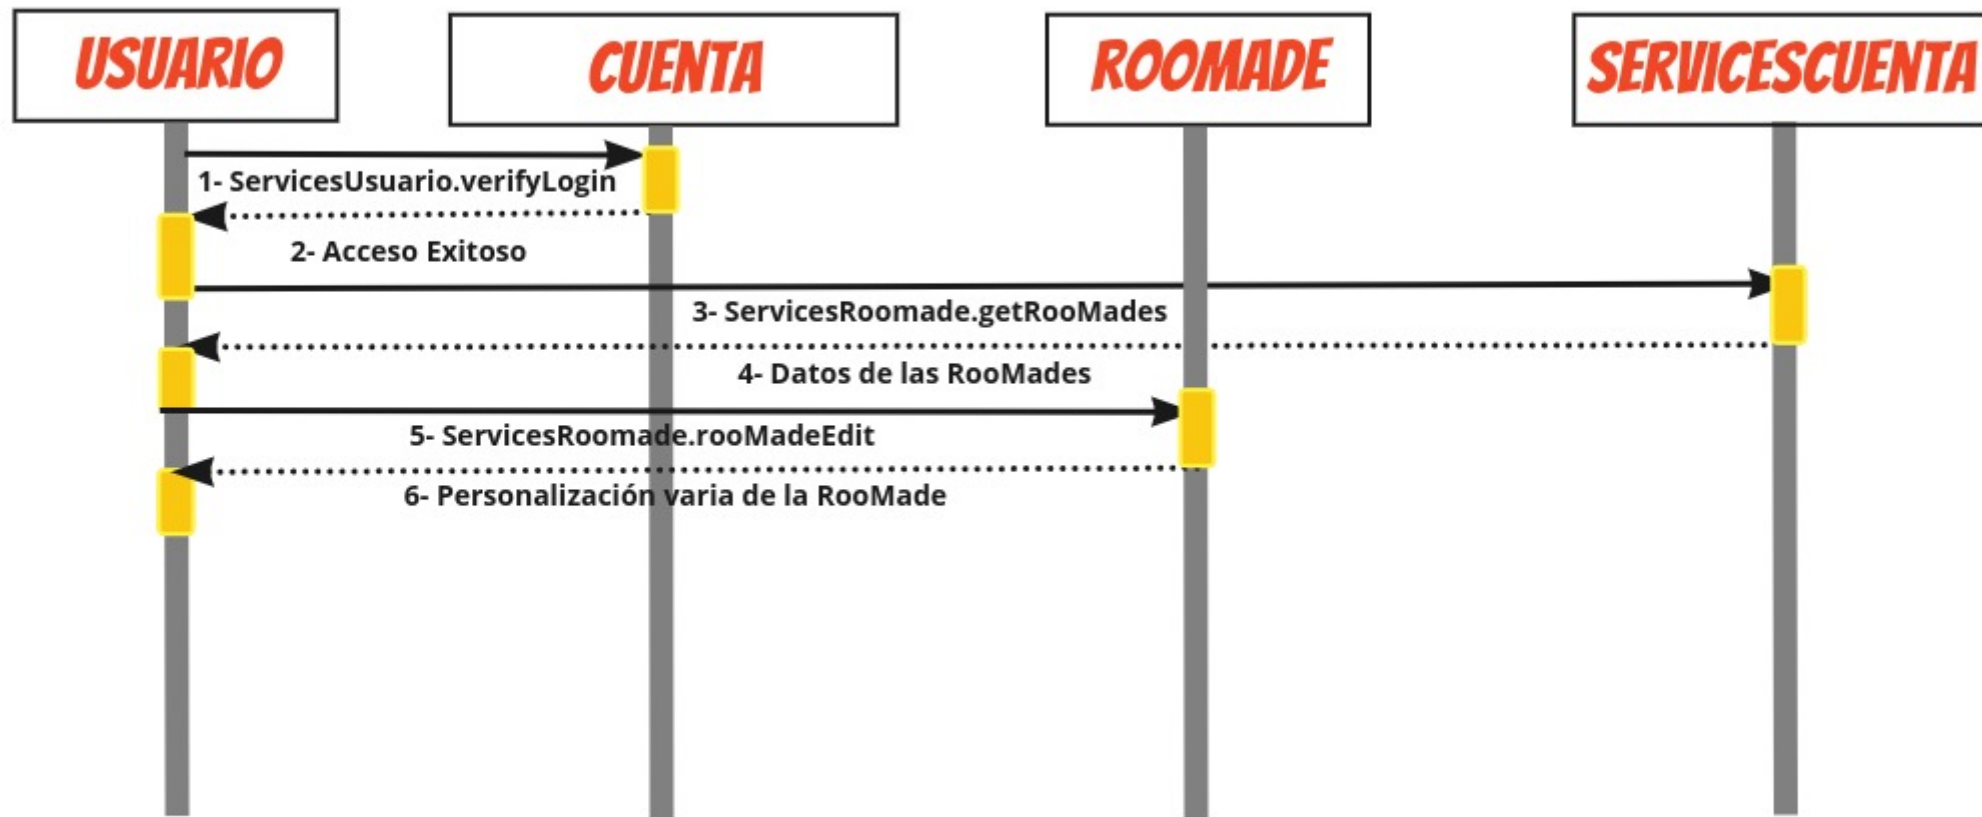 USUARIO
CUENTA
ROOMADE
SERVICESCUENTA
1- ServicesUsuario.verifyLogin
2- Acceso Exitoso
3- ServicesRoomade.getRooMades
4- Datos de las RooMades
5- ServicesRoomade.rooMadeEdit
6- Personalización varia de la RooMade